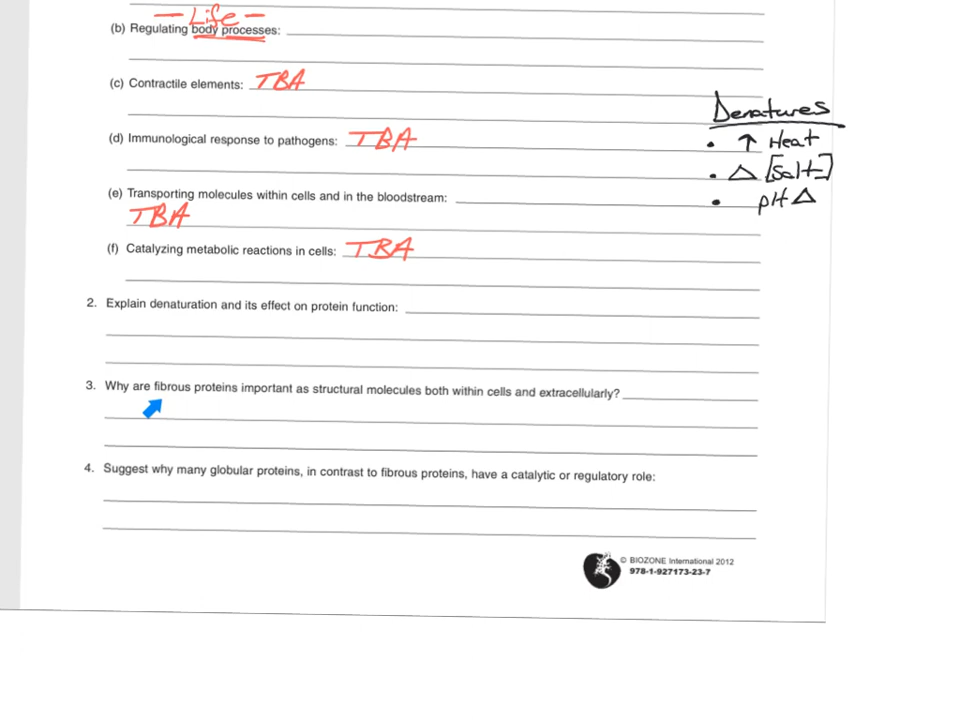 — Life —
(b) Regulating body processes:
(c) Contractile elements: TBA
(d) Immunological response to pathogens: TBA
(e) Transporting molecules within cells and in the bloodstream:
TBA
(f) Catalyzing metabolic reactions in cells: TBA
Denatures
• ↑ Heat
• Δ [Salt]
• pH Δ
2. Explain denaturation and its effect on protein function:
3. Why are fibrous proteins important as structural molecules both within cells and extracellularly?
4. Suggest why many globular proteins, in contrast to fibrous proteins, have a catalytic or regulatory role:
© BIOZONE International 2012
978-1-927173-23-7